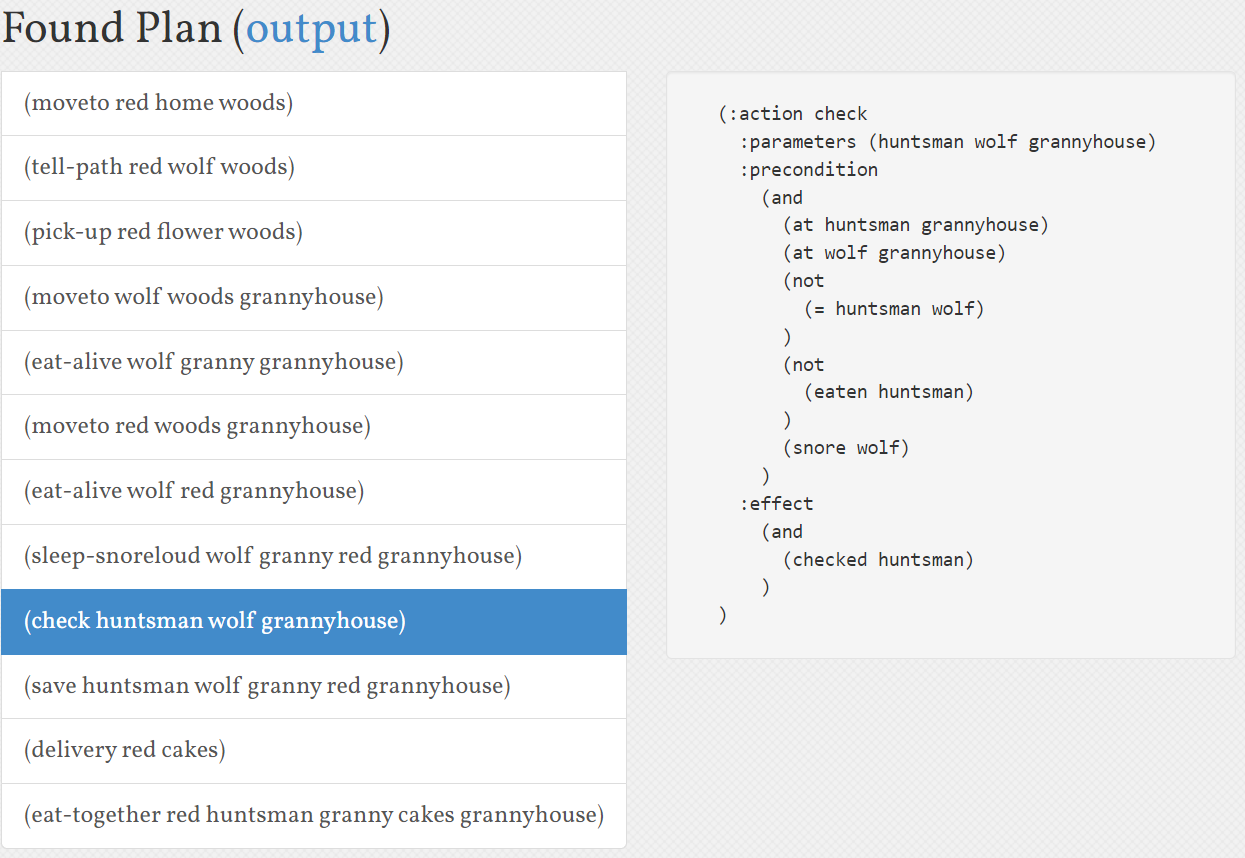 Found Plan (output)
(moveto red home woods)
(tell-path red wolf woods)
(pick-up red flower woods)
(moveto wolf woods grannyhouse)
(eat-alive wolf granny grannyhouse)
(moveto red woods grannyhouse)
(eat-alive wolf red grannyhouse)
(sleep-snoreloud wolf granny red grannyhouse)
(check huntsman wolf grannyhouse)
(save huntsman wolf granny red grannyhouse)
(delivery red cakes)
(eat-together red huntsman granny cakes grannyhouse)
(:action check
  :parameters (huntsman wolf grannyhouse)
  :precondition
    (and
      (at huntsman grannyhouse)
      (at wolf grannyhouse)
      (not
        (= huntsman wolf)
      )
      (not
        (eaten huntsman)
      )
      (snore wolf)
    )
  :effect
    (and
      (checked huntsman)
    )
)